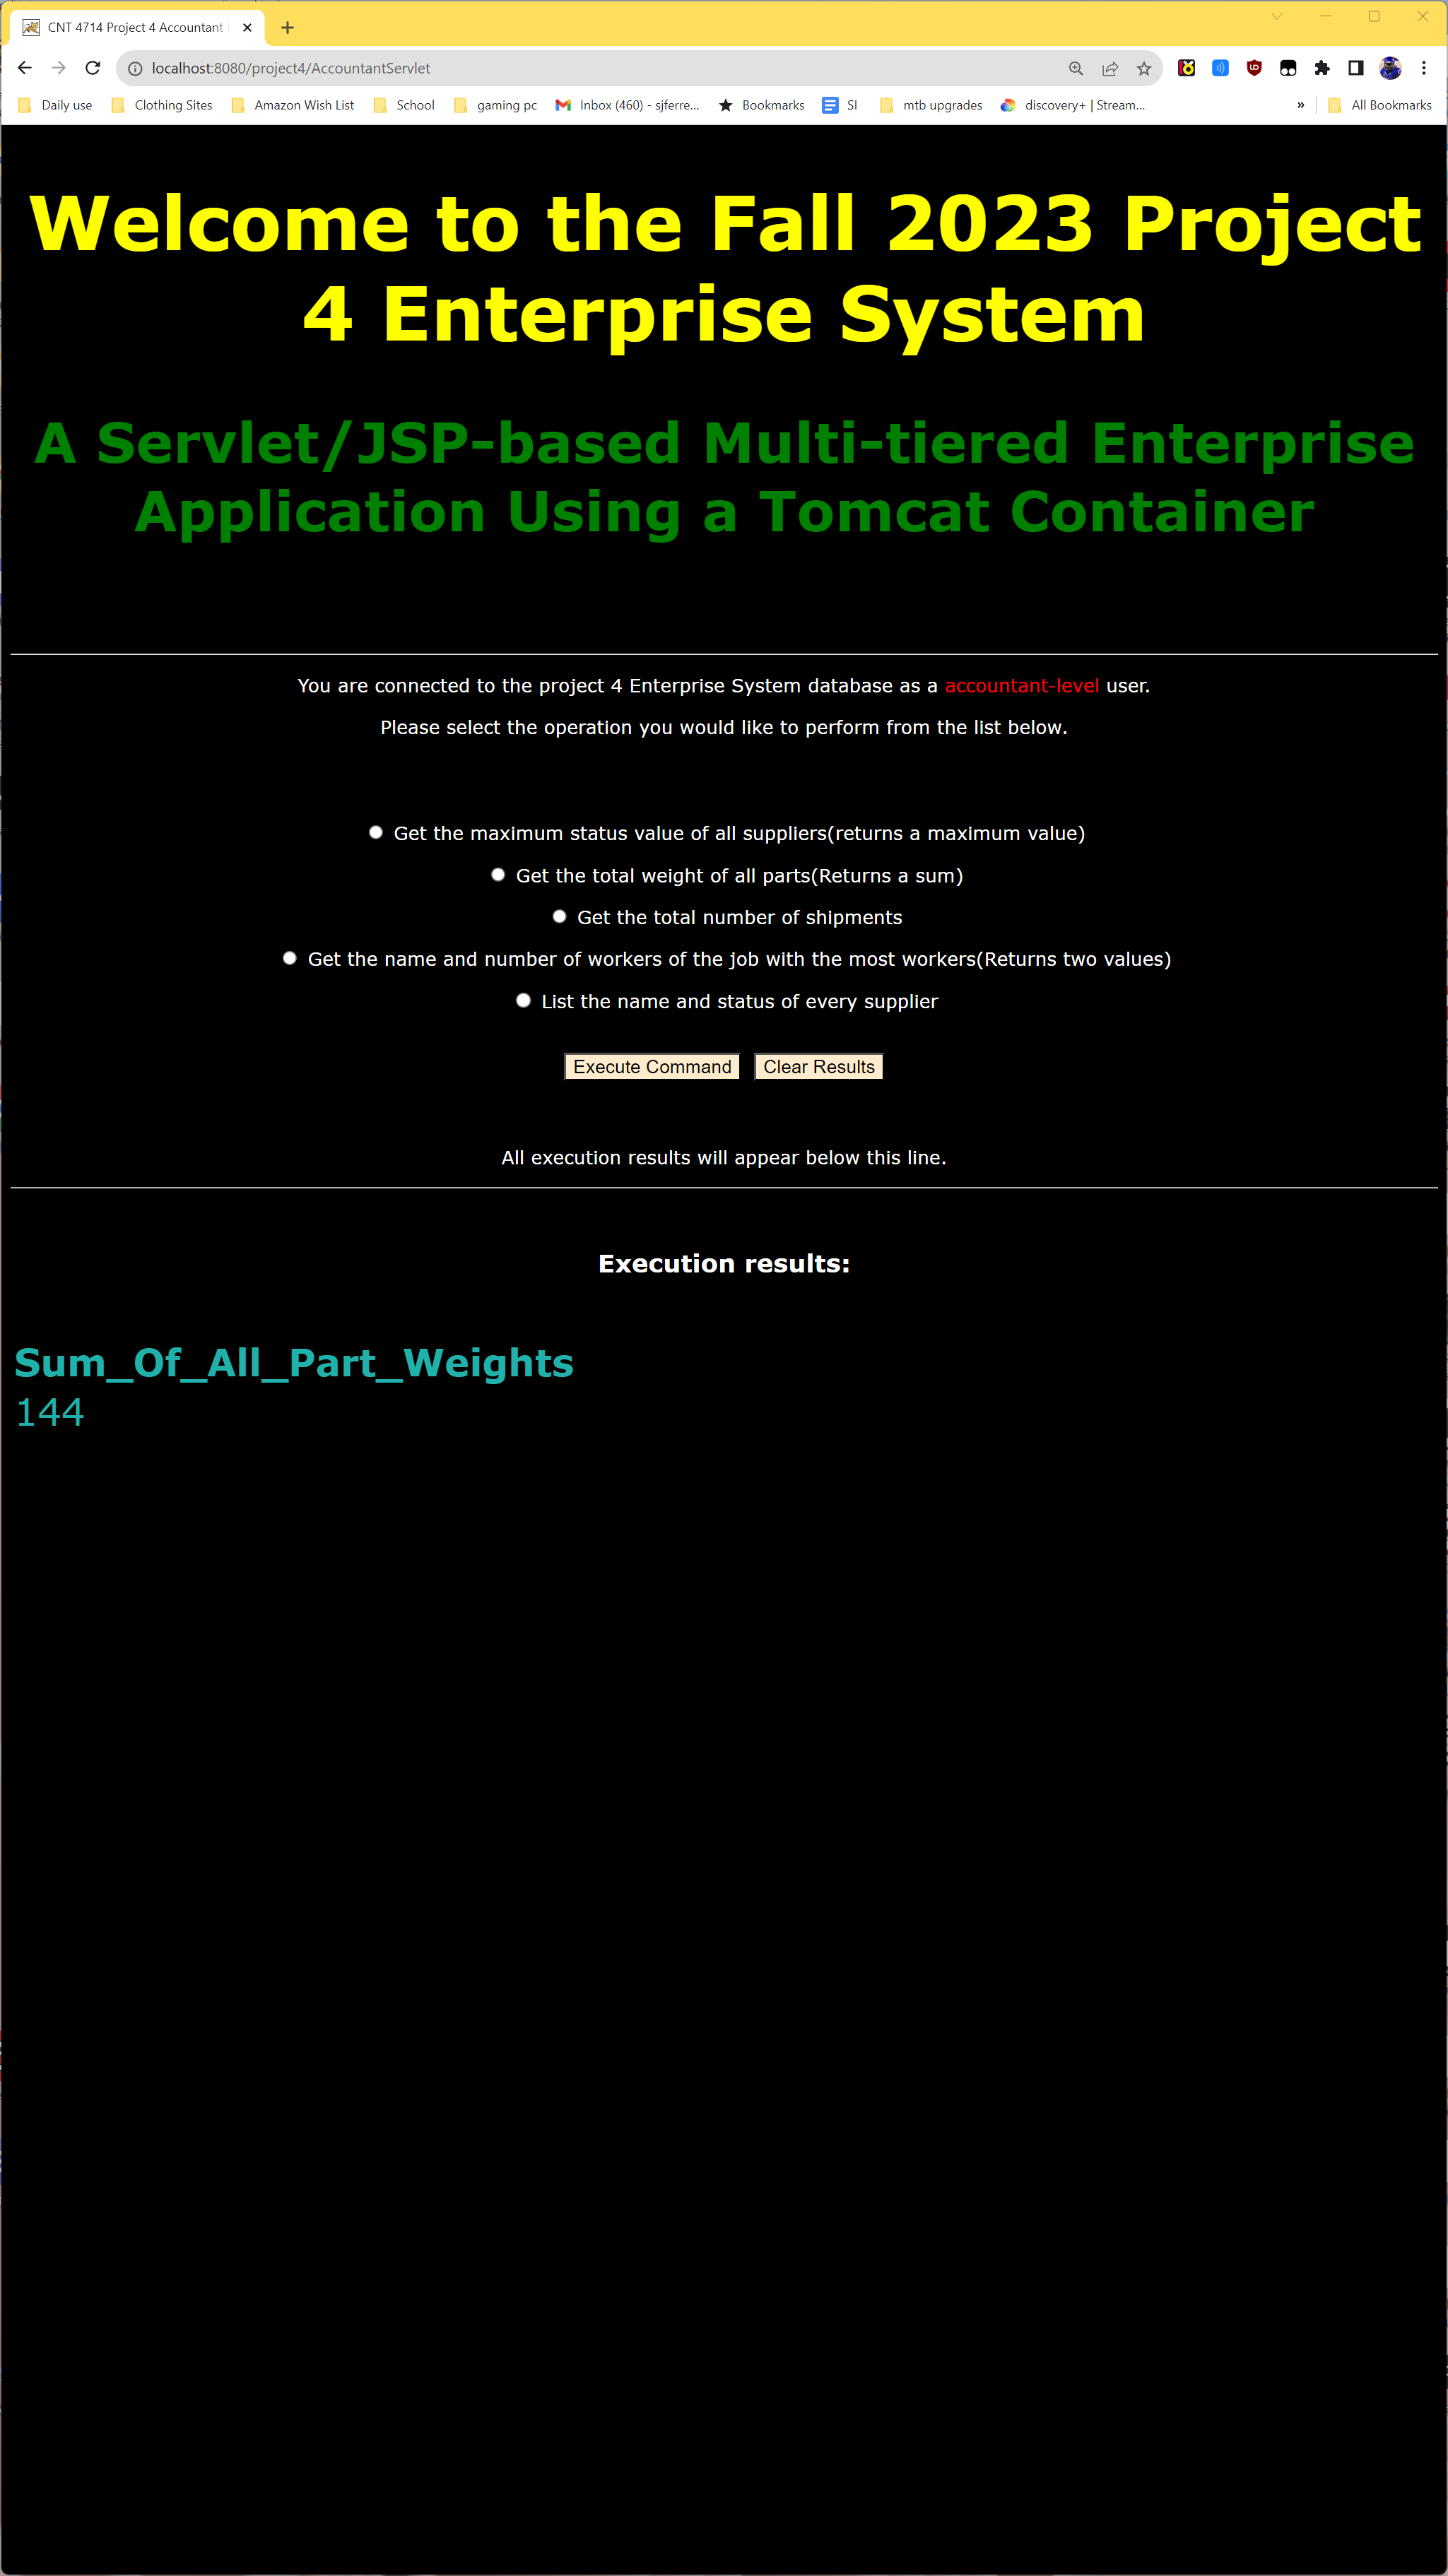 CNT 4714 Project 4 Accountant
localhost:8080/project4/AccountantServlet
Daily use Clothing Sites Amazon Wish List School gaming pc Inbox (460) - sjferre... Bookmarks SI mtb upgrades discovery+ | Stream... » All Bookmarks
Welcome to the Fall 2023 Project
4 Enterprise System
A Servlet/JSP-based Multi-tiered Enterprise
Application Using a Tomcat Container
You are connected to the project 4 Enterprise System database as a accountant-level user.
Please select the operation you would like to perform from the list below.
Get the maximum status value of all suppliers(returns a maximum value)
Get the total weight of all parts(Returns a sum)
Get the total number of shipments
Get the name and number of workers of the job with the most workers(Returns two values)
List the name and status of every supplier
Execute Command Clear Results
All execution results will appear below this line.
Execution results:
Sum_Of_All_Part_Weights
144